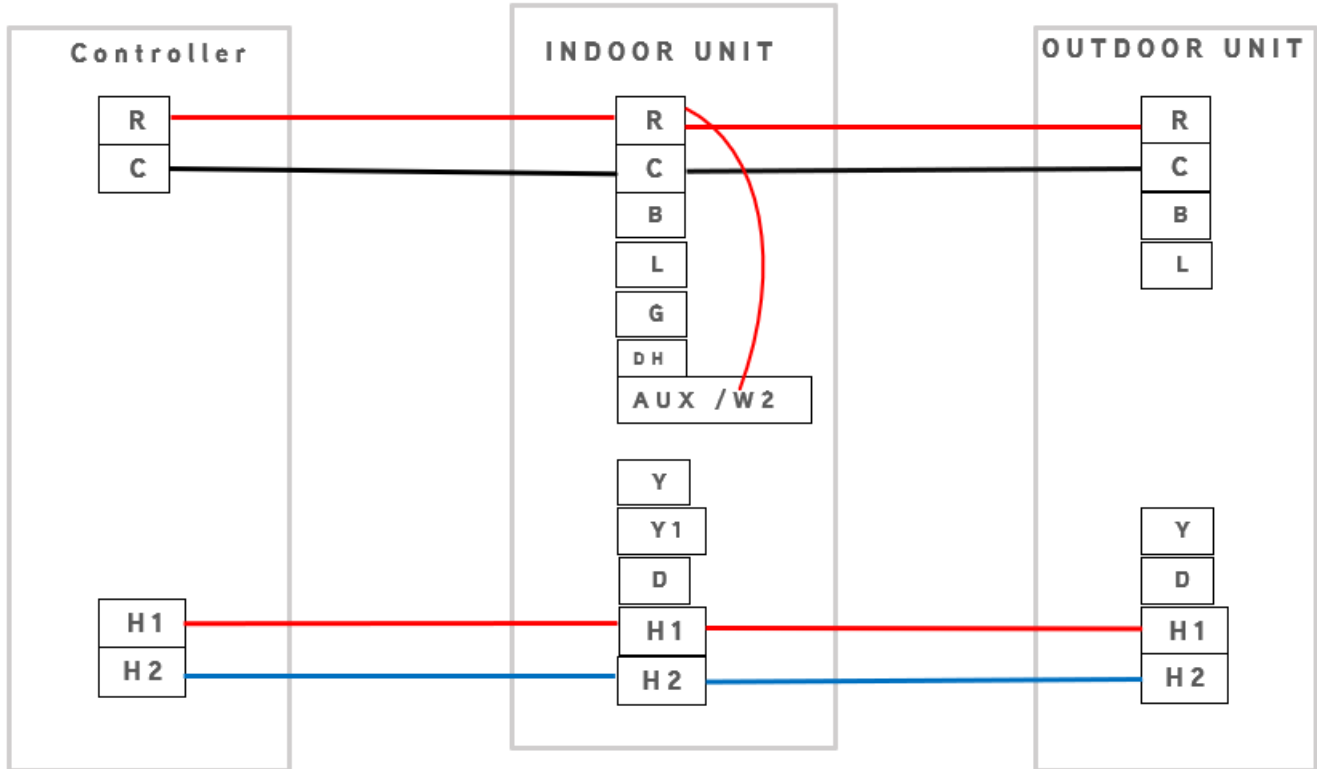 Controller
R
C
H1
H2
INDOOR UNIT
R
C
B
L
G
DH
AUX /W2
Y
Y1
D
H1
H2
OUTDOOR UNIT
R
C
B
L
Y
D
H1
H2